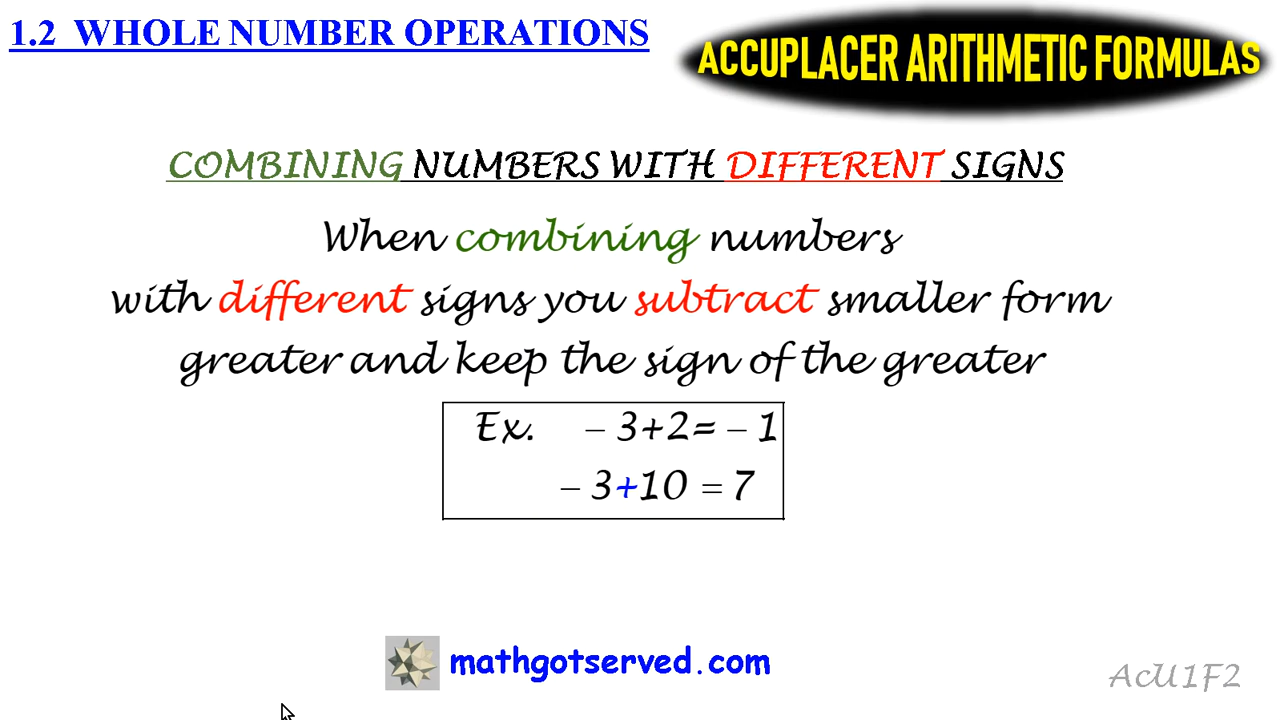 1.2 WHOLE NUMBER OPERATIONS
ACCUPLACER ARITHMETIC FORMULAS
COMBINING NUMBERS WITH DIFFERENT SIGNS
When combining numbers
with different signs you subtract smaller form
greater and keep the sign of the greater
Ex. – 3+2= – 1
– 3+10 = 7
mathgotserved.com
AcU1F2